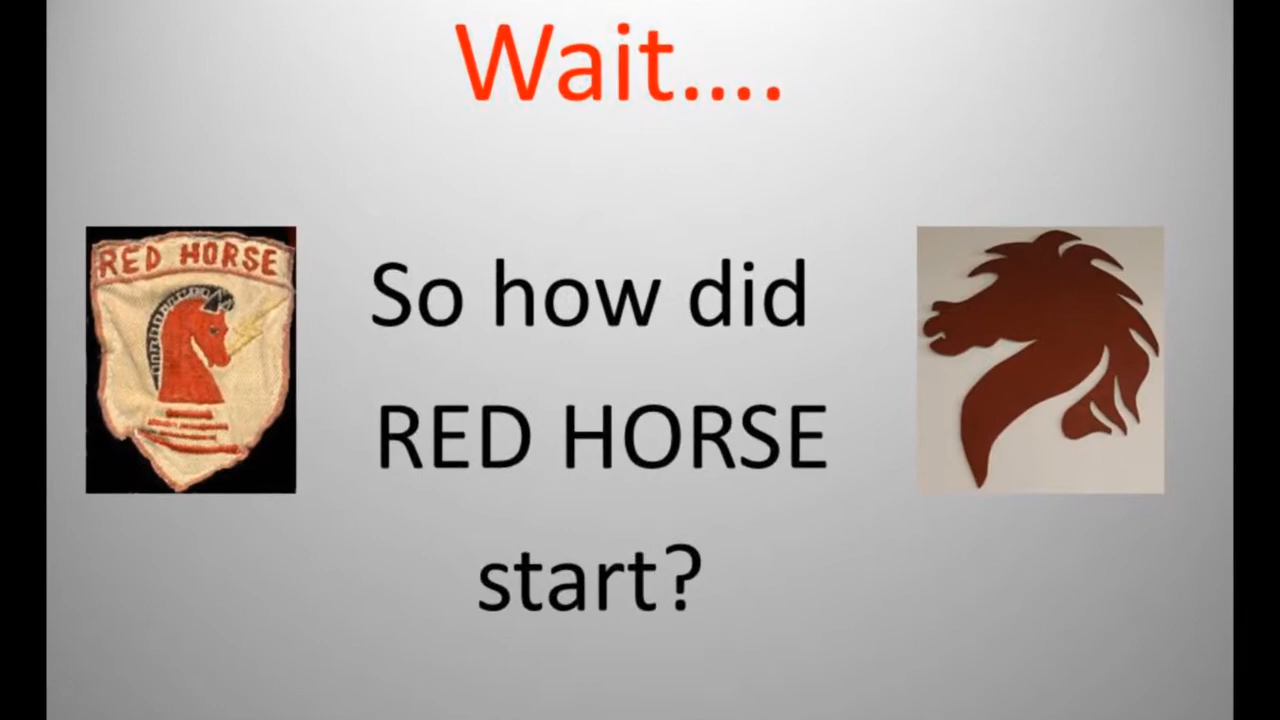 Wait....
RED HORSE
So how did
RED HORSE
start?